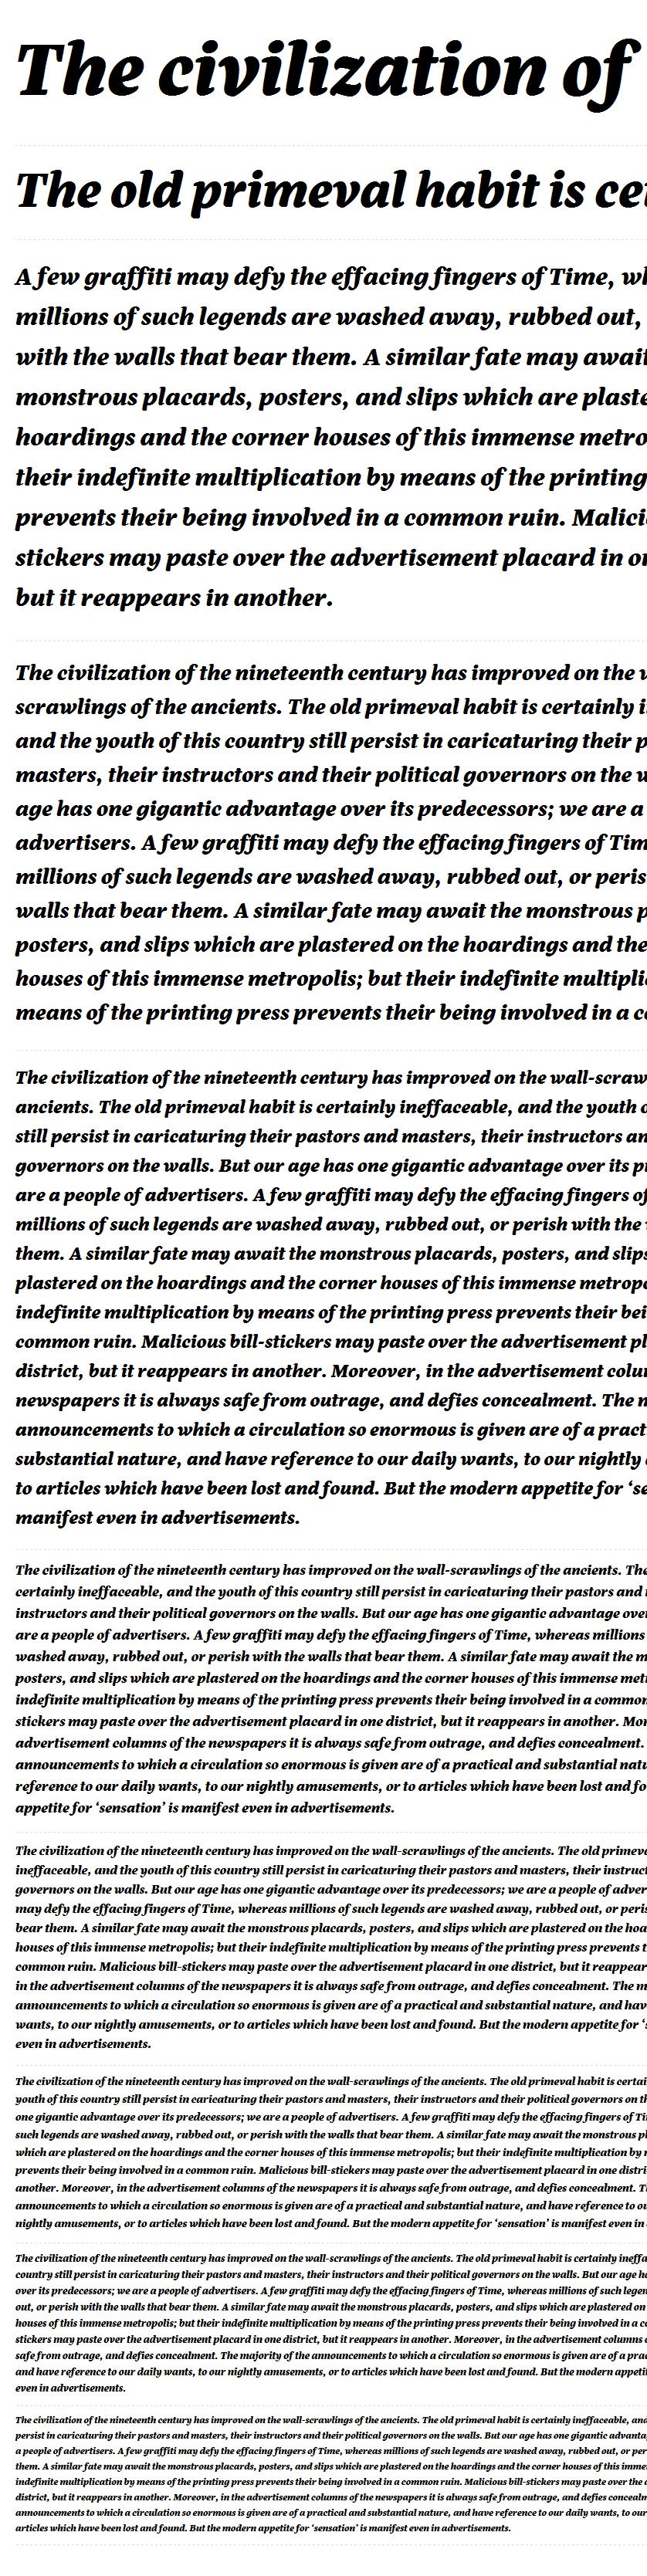 The civilization of
The old primeval habit is cer
A few graffiti may defy the effacing fingers of Time, wh
millions of such legends are washed away, rubbed out,
with the walls that bear them. A similar fate may await
monstrous placards, posters, and slips which are plaste
hoardings and the corner houses of this immense metro
their indefinite multiplication by means of the printing
prevents their being involved in a common ruin. Malici
stickers may paste over the advertisement placard in on
but it reappears in another.
The civilization of the nineteenth century has improved on the w
scrawlings of the ancients. The old primeval habit is certainly i
and the youth of this country still persist in caricaturing their p
masters, their instructors and their political governors on the w
age has one gigantic advantage over its predecessors; we are a
advertisers. A few graffiti may defy the effacing fingers of Tim
millions of such legends are washed away, rubbed out, or peris
walls that bear them. A similar fate may await the monstrous p
posters, and slips which are plastered on the hoardings and the
houses of this immense metropolis; but their indefinite multipli
means of the printing press prevents their being involved in a c
The civilization of the nineteenth century has improved on the wall-scraw
ancients. The old primeval habit is certainly ineffaceable, and the youth o
still persist in caricaturing their pastors and masters, their instructors an
governors on the walls. But our age has one gigantic advantage over its pr
are a people of advertisers. A few graffiti may defy the effacing fingers of
millions of such legends are washed away, rubbed out, or perish with the
them. A similar fate may await the monstrous placards, posters, and slips
plastered on the hoardings and the corner houses of this immense metropo
indefinite multiplication by means of the printing press prevents their bei
common ruin. Malicious bill-stickers may paste over the advertisement pl
district, but it reappears in another. Moreover, in the advertisement colu
newspapers it is always safe from outrage, and defies concealment. The m
announcements to which a circulation so enormous is given are of a pract
substantial nature, and have reference to our daily wants, to our nightly
to articles which have been lost and found. But the modern appetite for ‘se
manifest even in advertisements.
The civilization of the nineteenth century has improved on the wall-scrawlings of the ancients. The
certainly ineffaceable, and the youth of this country still persist in caricaturing their pastors and
instructors and their political governors on the walls. But our age has one gigantic advantage over
are a people of advertisers. A few graffiti may defy the effacing fingers of Time, whereas millions
washed away, rubbed out, or perish with the walls that bear them. A similar fate may await the m
posters, and slips which are plastered on the hoardings and the corner houses of this immense metr
indefinite multiplication by means of the printing press prevents their being involved in a common
stickers may paste over the advertisement placard in one district, but it reappears in another. Mor
advertisement columns of the newspapers it is always safe from outrage, and defies concealment.
announcements to which a circulation so enormous is given are of a practical and substantial natu
reference to our daily wants, to our nightly amusements, or to articles which have been lost and fo
appetite for ‘sensation’ is manifest even in advertisements.
The civilization of the nineteenth century has improved on the wall-scrawlings of the ancients. The old primeva
ineffaceable, and the youth of this country still persist in caricaturing their pastors and masters, their instruct
governors on the walls. But our age has one gigantic advantage over its predecessors; we are a people of adver
may defy the effacing fingers of Time, whereas millions of such legends are washed away, rubbed out, or peris
bear them. A similar fate may await the monstrous placards, posters, and slips which are plastered on the hoa
houses of this immense metropolis; but their indefinite multiplication by means of the printing press prevents t
common ruin. Malicious bill-stickers may paste over the advertisement placard in one district, but it reappear
in the advertisement columns of the newspapers it is always safe from outrage, and defies concealment. The m
announcements to which a circulation so enormous is given are of a practical and substantial nature, and hav
wants, to our nightly amusements, or to articles which have been lost and found. But the modern appetite for ‘s
even in advertisements.
The civilization of the nineteenth century has improved on the wall-scrawlings of the ancients. The old primeval habit is certai
youth of this country still persist in caricaturing their pastors and masters, their instructors and their political governors on th
one gigantic advantage over its predecessors; we are a people of advertisers. A few graffiti may defy the effacing fingers of Ti
such legends are washed away, rubbed out, or perish with the walls that bear them. A similar fate may await the monstrous pl
which are plastered on the hoardings and the corner houses of this immense metropolis; but their indefinite multiplication by
prevents their being involved in a common ruin. Malicious bill-stickers may paste over the advertisement placard in one distri
another. Moreover, in the advertisement columns of the newspapers it is always safe from outrage, and defies concealment. T
announcements to which a circulation so enormous is given are of a practical and substantial nature, and have reference to ou
nightly amusements, or to articles which have been lost and found. But the modern appetite for ‘sensation’ is manifest even in
The civilization of the nineteenth century has improved on the wall-scrawlings of the ancients. The old primeval habit is certainly ineffa
country still persist in caricaturing their pastors and masters, their instructors and their political governors on the walls. But our age ha
over its predecessors; we are a people of advertisers. A few graffiti may defy the effacing fingers of Time, whereas millions of such legen
out, or perish with the walls that bear them. A similar fate may await the monstrous placards, posters, and slips which are plastered on
houses of this immense metropolis; but their indefinite multiplication by means of the printing press prevents their being involved in a c
stickers may paste over the advertisement placard in one district, but it reappears in another. Moreover, in the advertisement columns
safe from outrage, and defies concealment. The majority of the announcements to which a circulation so enormous is given are of a prac
and have reference to our daily wants, to our nightly amusements, or to articles which have been lost and found. But the modern appetit
even in advertisements.
The civilization of the nineteenth century has improved on the wall-scrawlings of the ancients. The old primeval habit is certainly ineffaceable, and
persist in caricaturing their pastors and masters, their instructors and their political governors on the walls. But our age has one gigantic advanta
a people of advertisers. A few graffiti may defy the effacing fingers of Time, whereas millions of such legends are washed away, rubbed out, or per
them. A similar fate may await the monstrous placards, posters, and slips which are plastered on the hoardings and the corner houses of this imme
indefinite multiplication by means of the printing press prevents their being involved in a common ruin. Malicious bill-stickers may paste over the a
district, but it reappears in another. Moreover, in the advertisement columns of the newspapers it is always safe from outrage, and defies concealm
announcements to which a circulation so enormous is given are of a practical and substantial nature, and have reference to our daily wants, to our
articles which have been lost and found. But the modern appetite for ‘sensation’ is manifest even in advertisements.